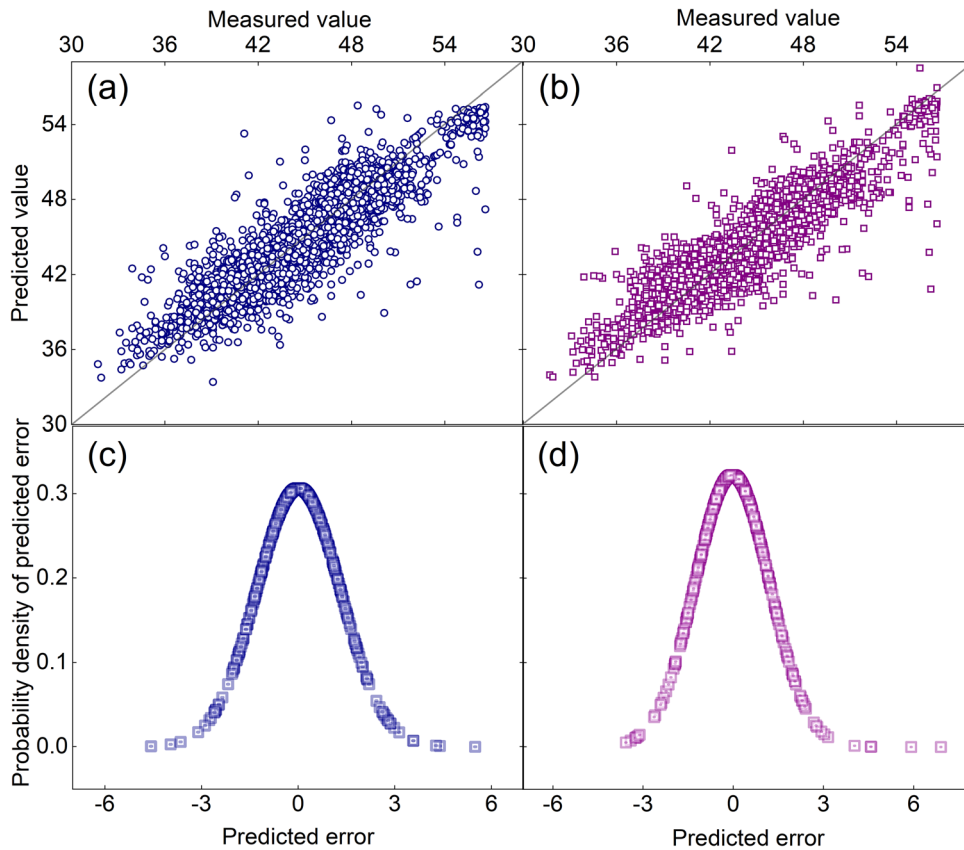 Measured value
Measured value
30 36 42 48 54 30 36 42 48 54
(a)
(b)
54
48
42
36
30
Predicted value
(c)
(d)
0.3
0.2
0.1
0.0
Probability density of predicted error
-6 -3 0 3 6 -6 -3 0 3 6
Predicted error
Predicted error